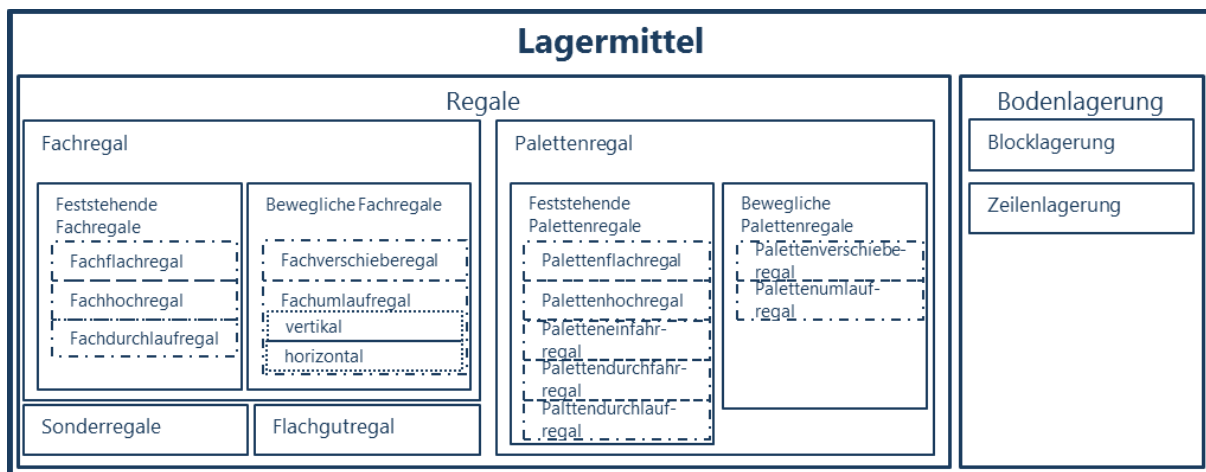 Lagermittel
Regale
Fachregal
Feststehende
Fachregale
Fachflachregal
Fachhochregal
Fachdurchlaufregal
Bewegliche Fachregale
Fachverschieberegal
Fachumlaufregal
vertikal
horizontal
Sonderregale
Flachgutregal
Palettenregal
Feststehende
Palettenregale
Palettenflachregal
Palettenhochregal
Paletteneinfahr-
regal
Palettendurchfahr-
regal
Palttendurchlauf-
regal
Bewegliche
Palettenregale
Palettenverschiebe-
regal
Palettenumlauf-
regal
Bodenlagerung
Blocklagerung
Zeilenlagerung